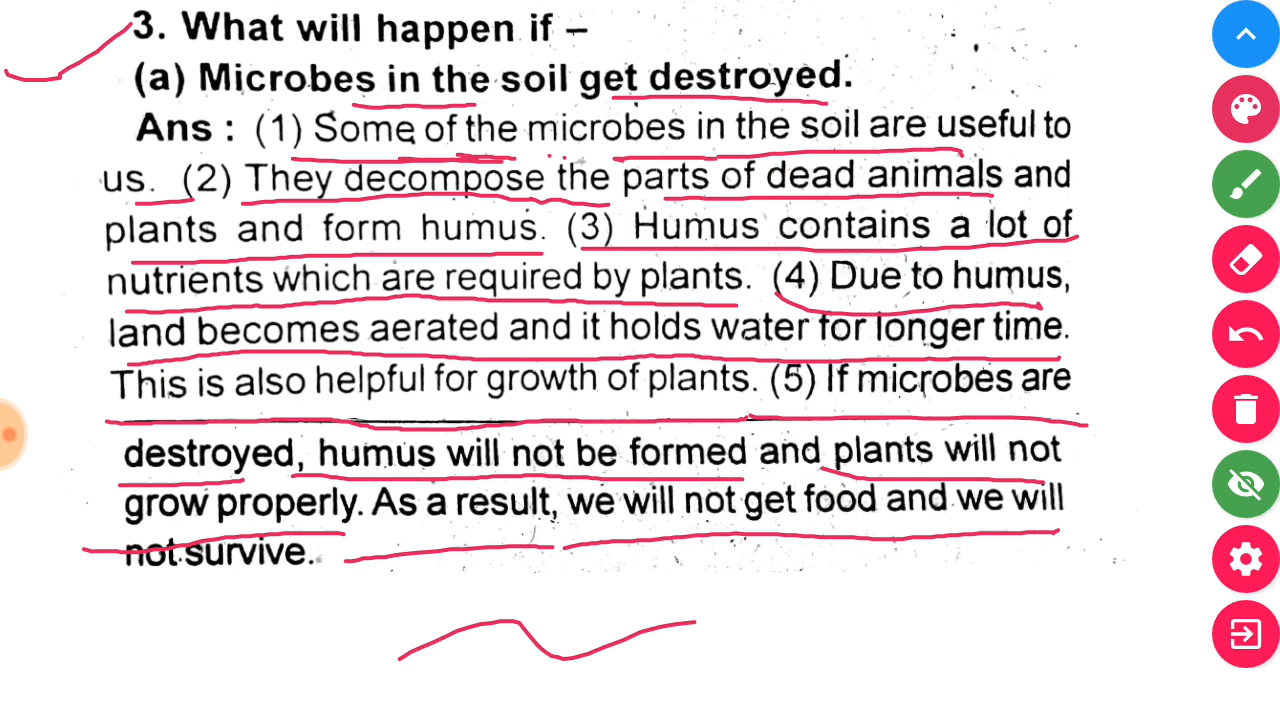 3. What will happen if –
(a) Microbes in the soil get destroyed.
Ans : (1) Some of the microbes in the soil are useful to
us. (2) They decompose the parts of dead animals and
plants and form humus. (3) Humus contains a lot of
nutrients which are required by plants. (4) Due to humus,
land becomes aerated and it holds water for longer time.
This is also helpful for growth of plants. (5) If microbes are
destroyed, humus will not be formed and plants will not
grow properly. As a result, we will not get food and we will
not survive.